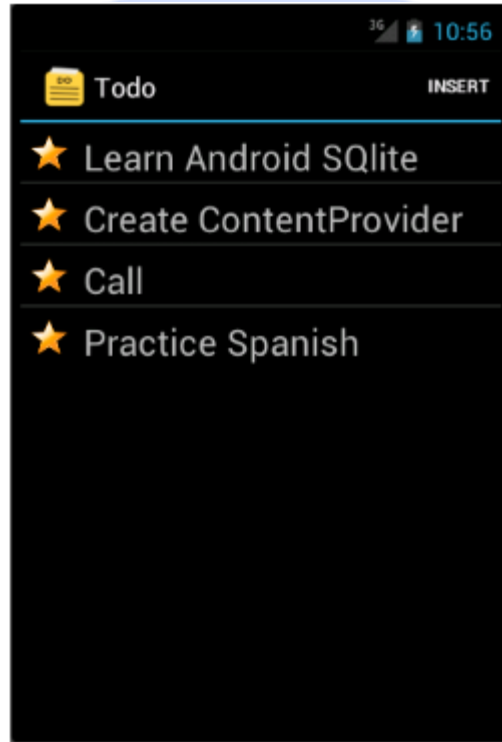 3G 10:56
Todo INSERT
Learn Android SQlite
Create ContentProvider
Call
Practice Spanish